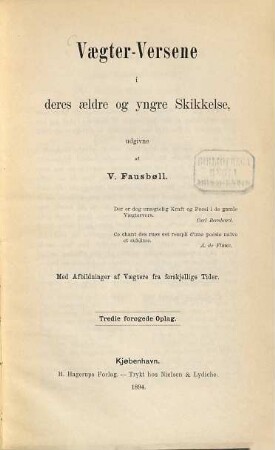 Vægter-Versene
i
deres ældre og yngre Skikkelse,
udgivne
af
V. Fausbøll.
Der er dog unægtelig Kraft og Poesi i de gamle
Vægtervers.
Carl Bernhard.
Ce chant des rues est rempli d'une poésie naïve
et sublime.
A. de Flaux.
Med Afbildninger af Vægtere fra forskjellige Tider.
Tredie forøgede Oplag.
Kjøbenhavn.
H. Hagerups Forlag. — Trykt hos Nielsen & Lydiche.
1894.